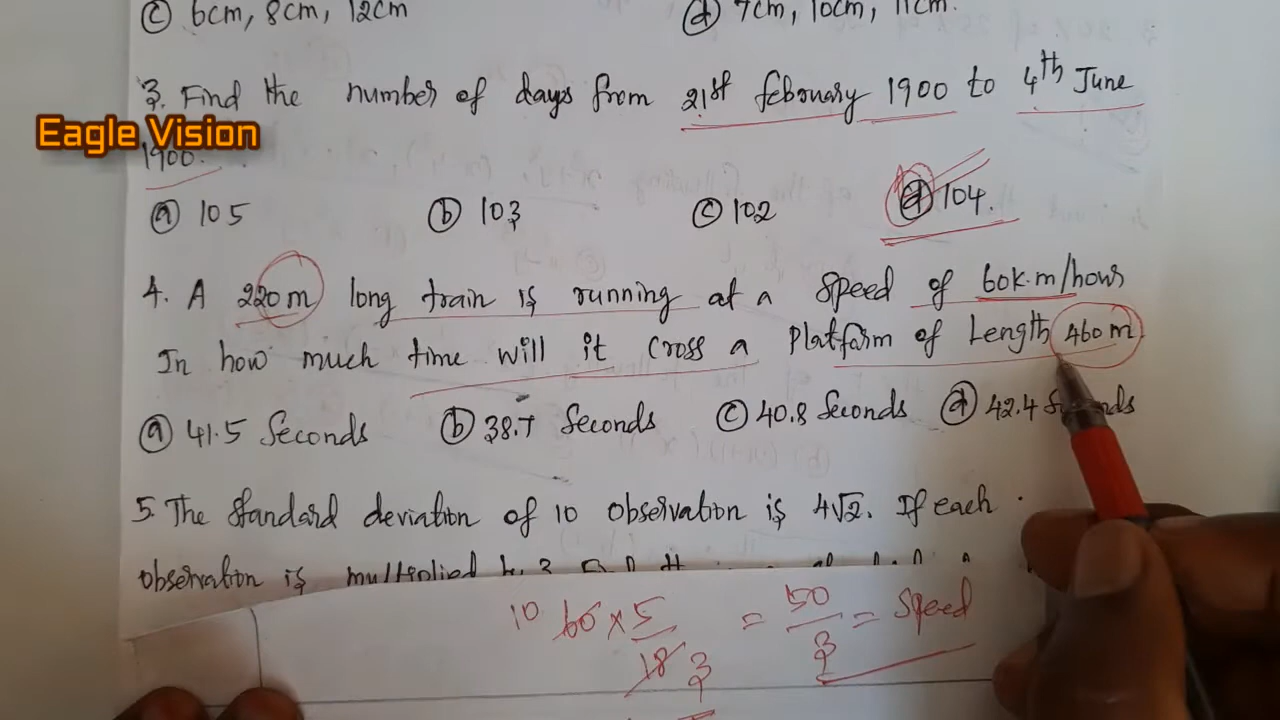 Ⓒ 6cm, 8cm, 12cm ⓓ 7cm, 10cm, 11cm.
3. Find the number of days from 21st february 1900 to 4th June
Eagle Vision
1900.
ⓐ 105 ⓑ 103 Ⓒ 102 ⓓ 104.
4. A 220m long train is running at a Speed of 60k.m/hour
In how much time will it Cross a Platform of Length 460m
ⓐ 41.5 Seconds ⓑ 38.7 Seconds Ⓒ 40.8 Seconds ⓓ 42.4
5. The Standard deviation of 10 observation is 4√2. If each
observation is multiplied
10 60 × 5/18 3 = 50/3 = Speed